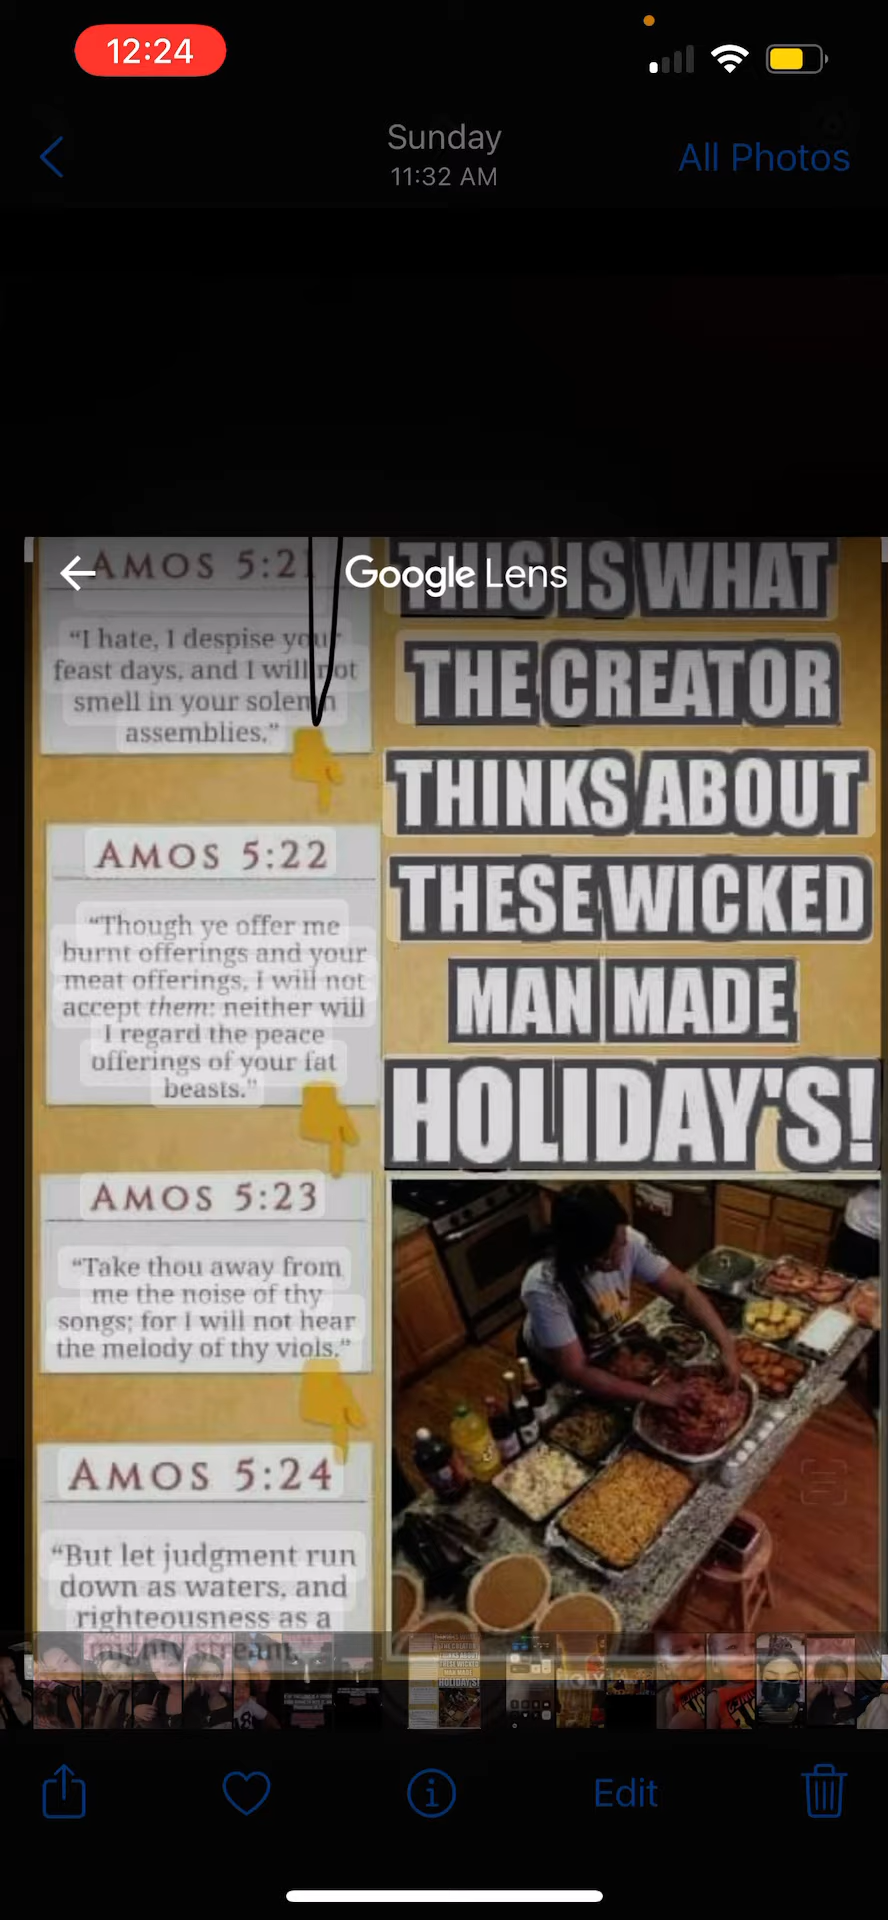 12:24
Sunday
11:32 AM
All Photos
Google Lens
AMOS 5:21
"I hate, I despise your
feast days, and I will not
smell in your solemn
assemblies."
AMOS 5:22
"Though ye offer me
burnt offerings and your
meat offerings, I will not
accept them: neither will
I regard the peace
offerings of your fat
beasts."
AMOS 5:23
"Take thou away from
me the noise of thy
songs; for I will not hear
the melody of thy viols."
AMOS 5:24
"But let judgment run
down as waters, and
righteousness as a
mighty stream."
THIS IS WHAT
THE CREATOR
THINKS ABOUT
THESE WICKED
MAN MADE
HOLIDAY'S!
Edit